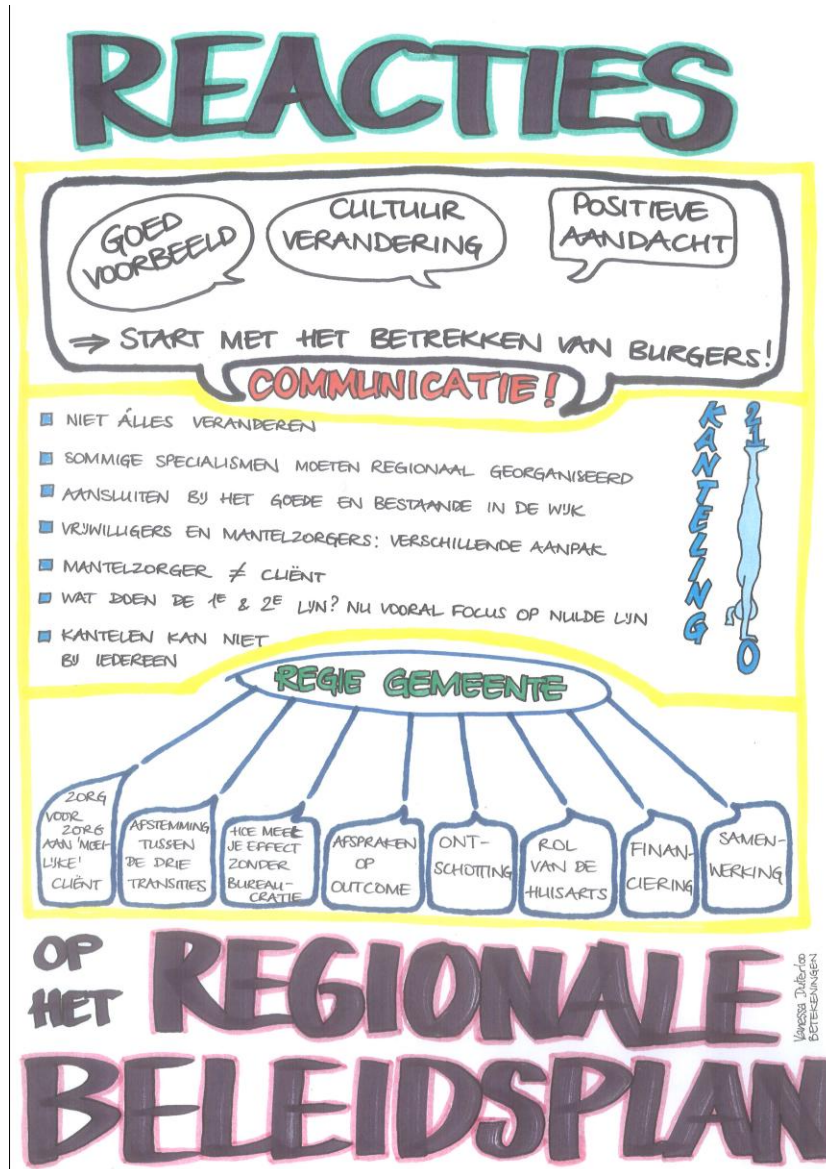 REACTIES
GOED
VOORBEELD
CULTUUR
VERANDERING
POSITIEVE
AANDACHT
⇒ START MET HET BETREKKEN VAN BURGERS!
COMMUNICATIE!
NIET ÁLLES VERANDEREN
SOMMIGE SPECIALISMEN MOETEN REGIONAAL GEORGANISEERD
AANSLUITEN BIJ HET GOEDE EN BESTAANDE IN DE WIJK
VRIJWILLIGERS EN MANTELZORGERS: VERSCHILLENDE AANPAK
MANTELZORGER ≠ CLIËNT
WAT DOEN DE 1E & 2E LIJN? NU VOORAL FOCUS OP NULDE LIJN
KANTELEN KAN NIET
BIJ IEDEREEN
KANTELING
2
1
0
REGIE GEMEENTE
ZORG
VOOR
ZORG
AAN 'MOEI-
LIJKE'
CLIËNT
AFSTEMMING
TUSSEN
DE DRIE
TRANSITIES
HOE MEET
JE EFFECT
ZONDER
BUREAU-
CRATIE
AFSPRAKEN
OP
OUTCOME
ONT-
SCHOTTING
ROL
VAN DE
HUISARTS
FINAN-
CIERING
SAMEN-
WERKING
OP
HET
REGIONALE
BELEIDSPLAN
Vanessa Duterloo
BETEKENINGEN